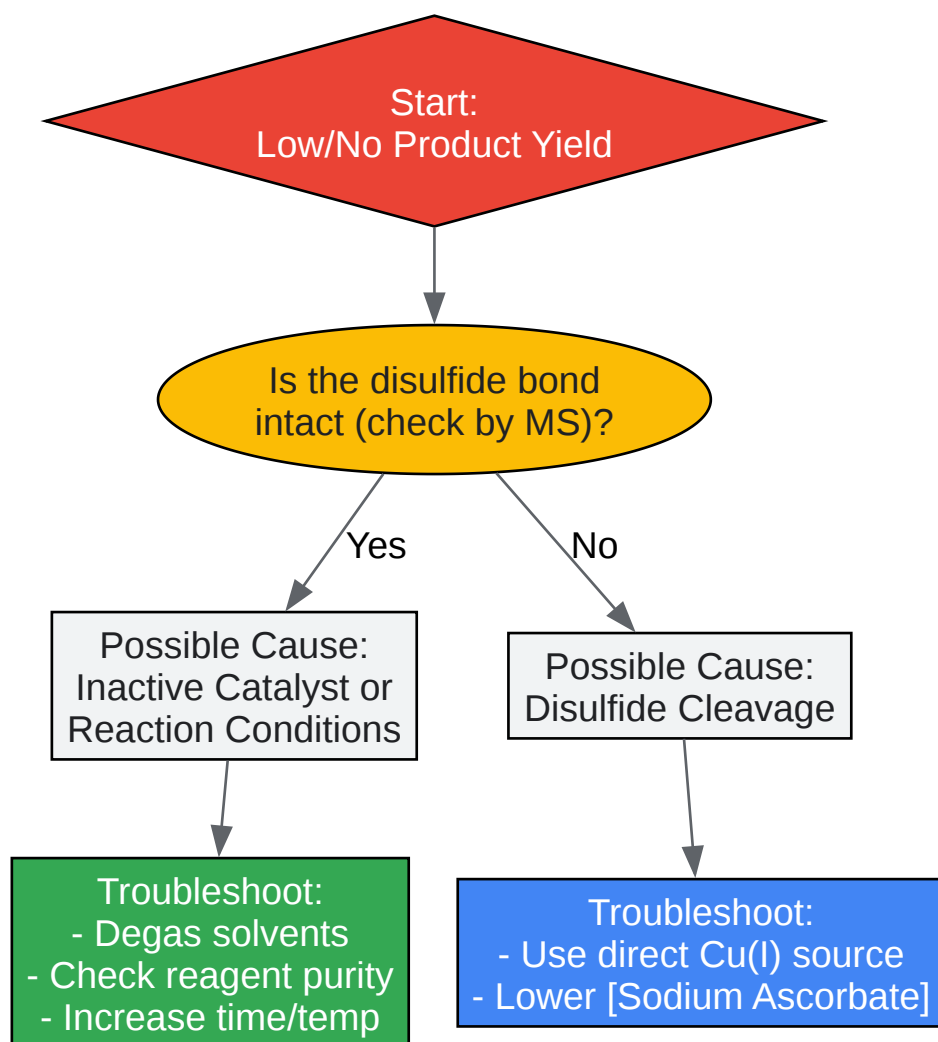 Start:
Low/No Product Yield
Is the disulfide bond
intact (check by MS)?
Yes
No
Possible Cause:
Inactive Catalyst or
Reaction Conditions
Possible Cause:
Disulfide Cleavage
Troubleshoot:
- Degas solvents
- Check reagent purity
- Increase time/temp
Troubleshoot:
- Use direct Cu(I) source
- Lower [Sodium Ascorbate]